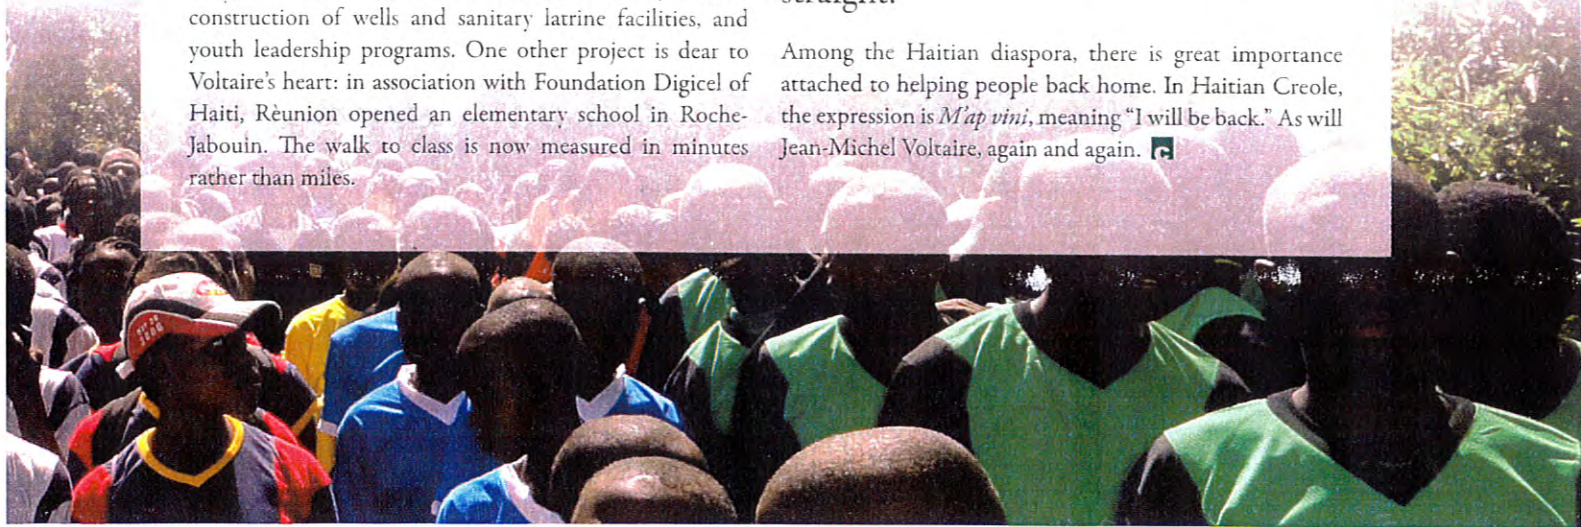 construction of wells and sanitary latrine facilities, and
youth leadership programs. One other project is dear to
Voltaire's heart: in association with Foundation Digicel of
Haiti, Rèunion opened an elementary school in Roche-
Jabouin. The walk to class is now measured in minutes
rather than miles.
straight.
Among the Haitian diaspora, there is great importance
attached to helping people back home. In Haitian Creole,
the expression is M'ap vini, meaning “I will be back.” As will
Jean-Michel Voltaire, again and again.